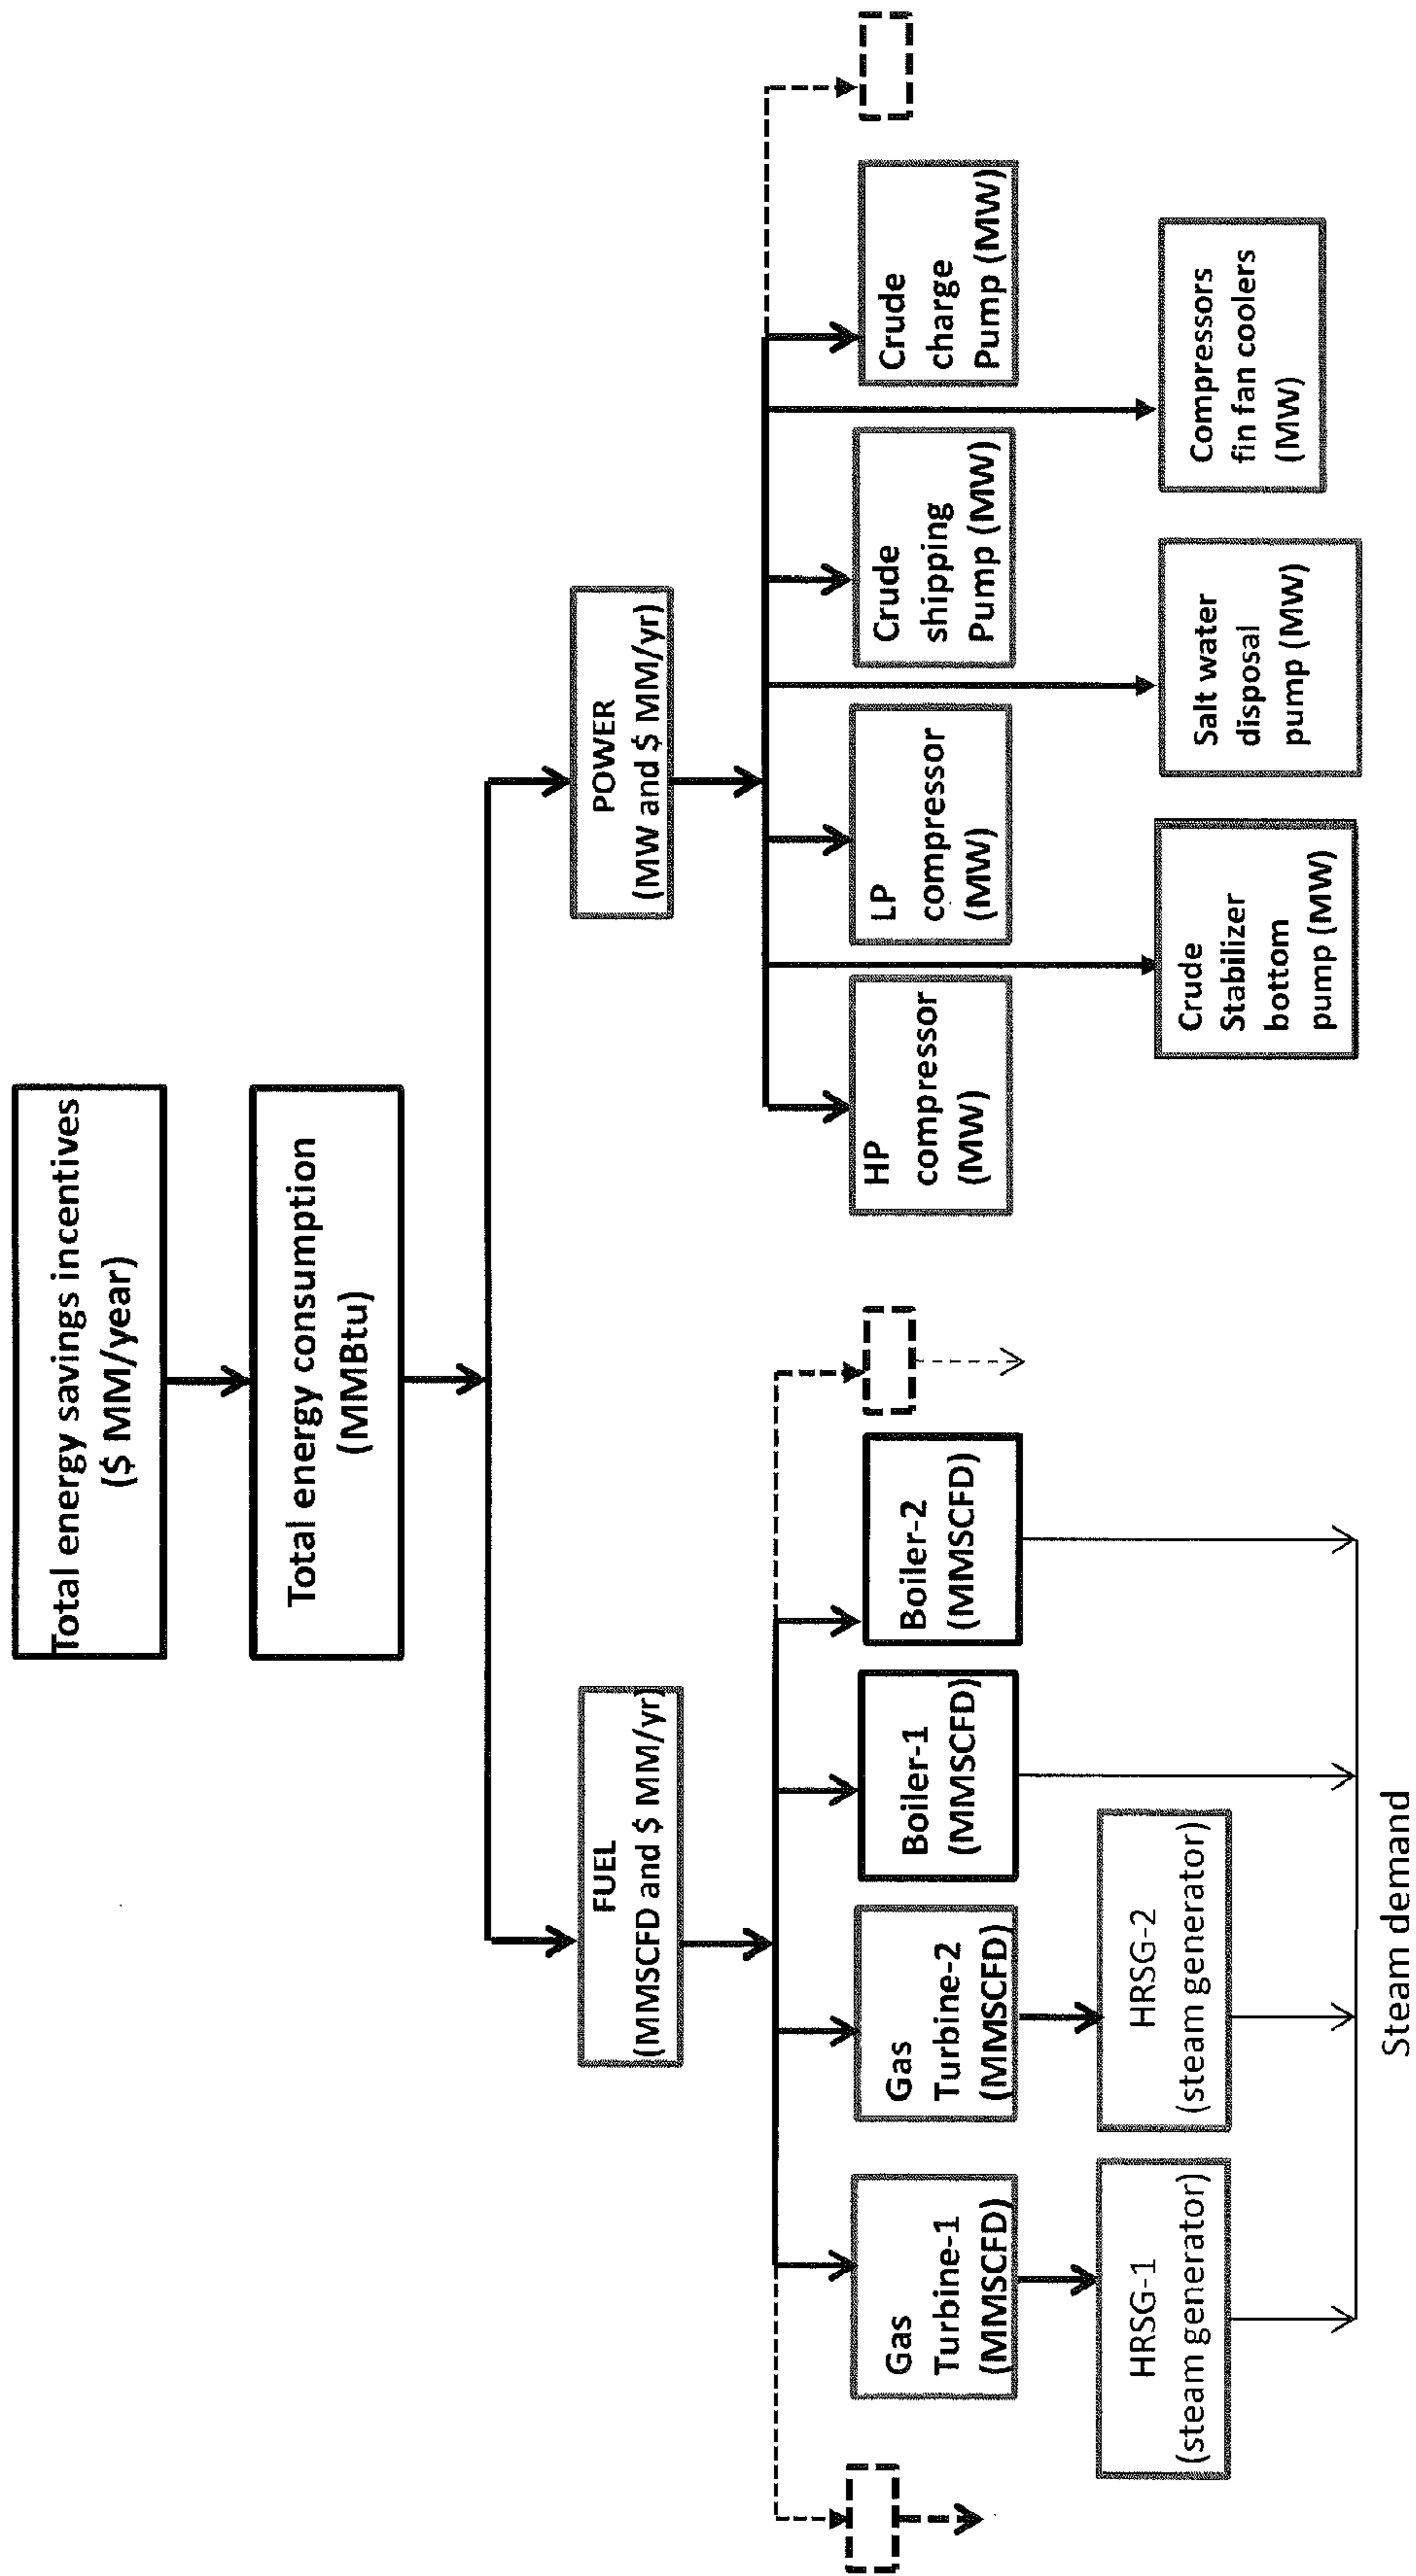 Total energy savings incentives
($ MM/year)
Total energy consumption
(MMBtu)
FUEL
(MMSCFD and $ MM/yr)
POWER
(MW and $ MM/yr)
Gas
Turbine-1
(MMSCFD)
Gas
Turbine-2
(MMSCFD)
Boiler-1
(MMSCFD)
Boiler-2
(MMSCFD)
HP
compressor
(MW)
LP
compressor
(MW)
Crude
shipping
Pump (MW)
Crude
charge
Pump (MW)
HRSG-1
(steam generator)
HRSG-2
(steam generator)
Crude
Stabilizer
bottom
pump (MW)
Salt water
disposal
pump (MW)
Compressors
fin fan coolers
(MW)
Steam demand